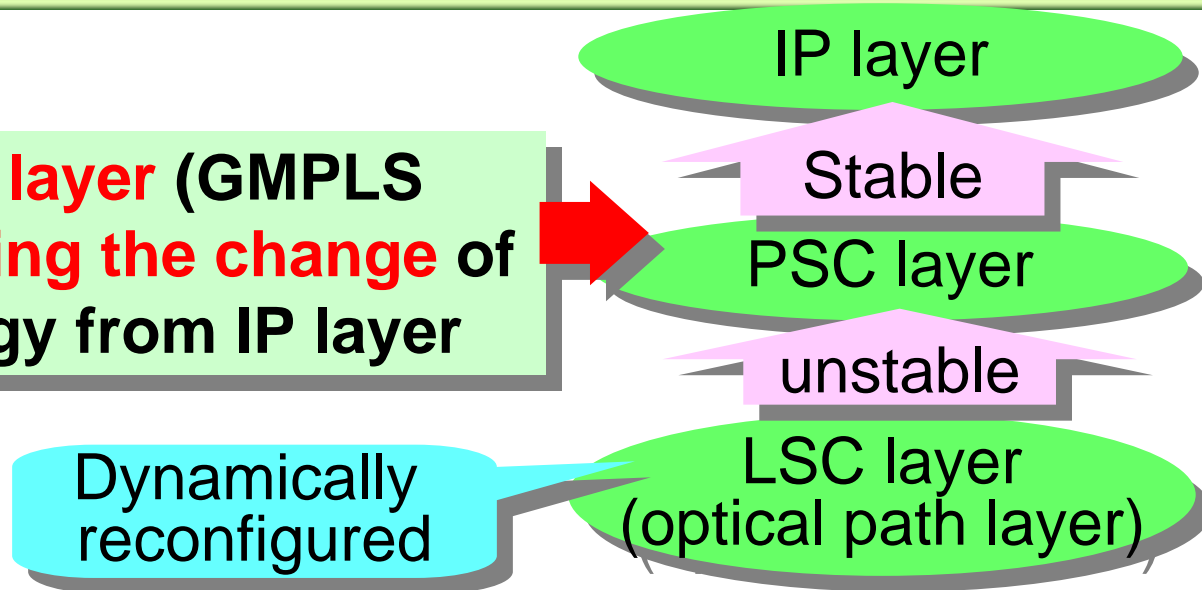 IP layer
Stable
layer (GMPLS
ing the change of
gy from IP layer
PSC layer
unstable
Dynamically
reconfigured
LSC layer
(optical path layer)